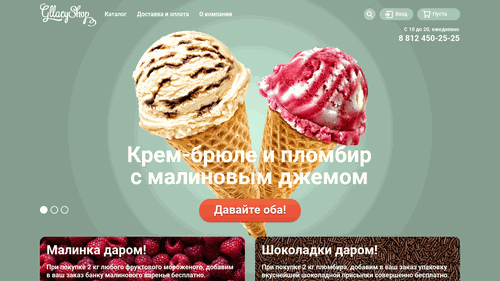 GllacyShop
Каталог
Доставка и оплата
О компании
Вход
Пусто
С 10 до 20, ежедневно
8 812 450-25-25
Крем-брюле и пломбир
с малиновым джемом
Давайте оба!
Малинка даром!
При покупке 2 кг любого фруктового мороженого, добавим
в ваш заказ банку малинового варенья бесплатно.
Шоколадки даром!
При покупке 2 кг пломбира, добавим в ваш заказ упаковку
вкуснейшей шоколадной присыпки совершенно бесплатно.